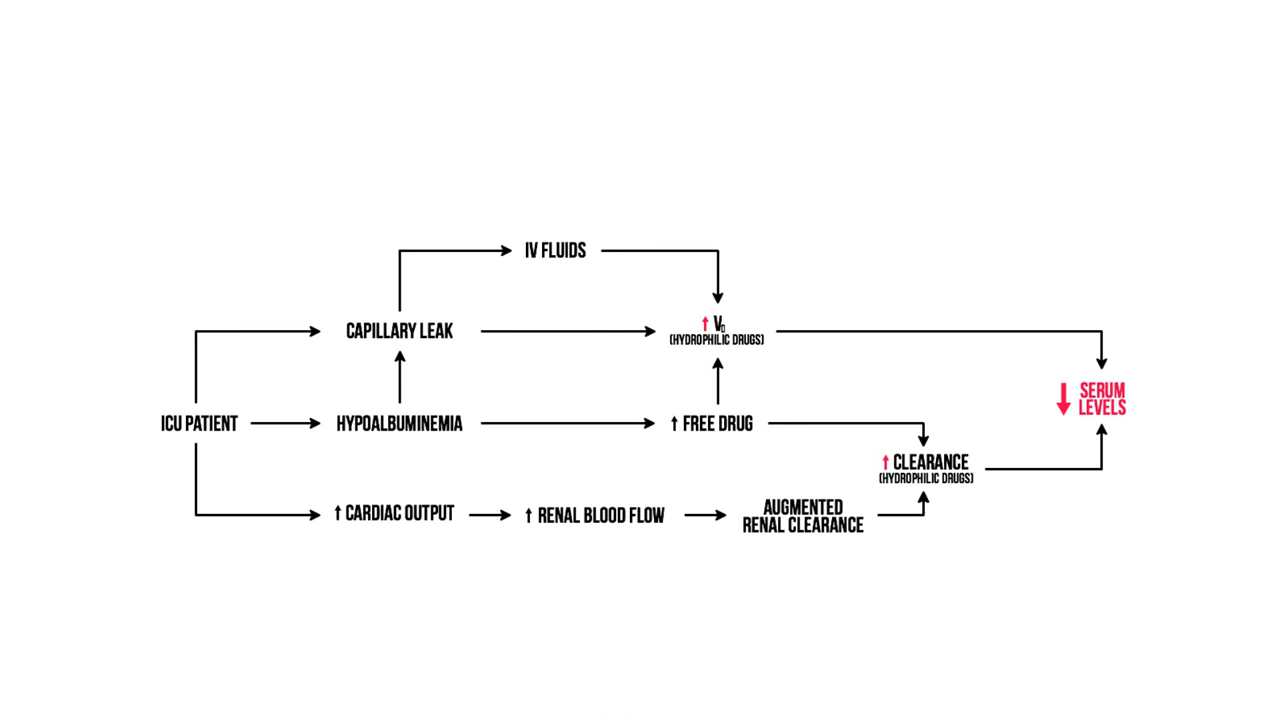 IV FLUIDS
CAPILLARY LEAK
↑ VD
(HYDROPHILIC DRUGS)
ICU PATIENT
HYPOALBUMINEMIA
↑ FREE DRUG
↓ SERUM
LEVELS
↑ CLEARANCE
(HYDROPHILIC DRUGS)
↑ CARDIAC OUTPUT
↑ RENAL BLOOD FLOW
AUGMENTED
RENAL CLEARANCE